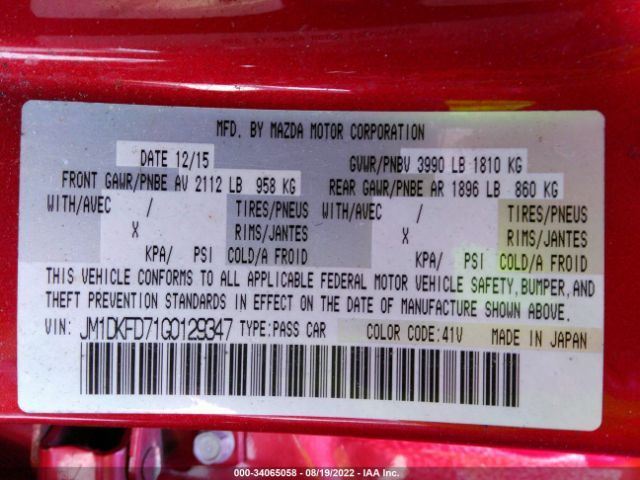 MFD. BY MAZDA MOTOR CORPORATION
DATE 12/15 GVWR/PNBV 3990 LB 1810 KG
FRONT GAWR/PNBE AV 2112 LB 958 KG REAR GAWR/PNBE AR 1896 LB 860 KG
WITH/AVEC / TIRES/PNEUS WITH/AVEC / TIRES/PNEUS
X RIMS/JANTES X RIMS/JANTES
KPA/ PSI COLD/A FROID KPA/ PSI COLD/A FROID
THIS VEHICLE CONFORMS TO ALL APPLICABLE FEDERAL MOTOR VEHICLE SAFETY, BUMPER, AND
THEFT PREVENTION STANDARDS IN EFFECT ON THE DATE OF MANUFACTURE SHOWN ABOVE.
VIN: JM1DKFD71G0129347 TYPE:PASS CAR COLOR CODE:41V MADE IN JAPAN
000-34065058 - 08/19/2022 - IAA Inc.